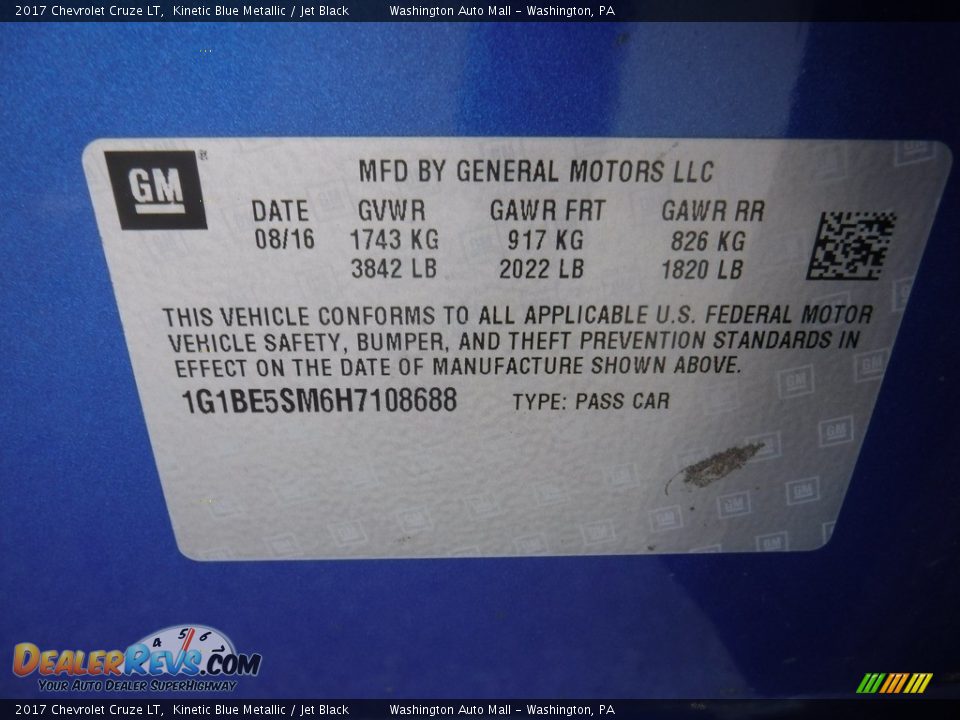 2017 Chevrolet Cruze LT, Kinetic Blue Metallic / Jet Black Washington Auto Mall - Washington, PA
GM
MFD BY GENERAL MOTORS LLC
DATE GVWR GAWR FRT GAWR RR
08/16 1743 KG 917 KG 826 KG
3842 LB 2022 LB 1820 LB
THIS VEHICLE CONFORMS TO ALL APPLICABLE U.S. FEDERAL MOTOR
VEHICLE SAFETY, BUMPER, AND THEFT PREVENTION STANDARDS IN
EFFECT ON THE DATE OF MANUFACTURE SHOWN ABOVE.
1G1BE5SM6H7108688 TYPE: PASS CAR
4 5 6
DEALERREVS.COM
YOUR AUTO DEALER SUPERHIGHWAY
2017 Chevrolet Cruze LT, Kinetic Blue Metallic / Jet Black Washington Auto Mall - Washington, PA